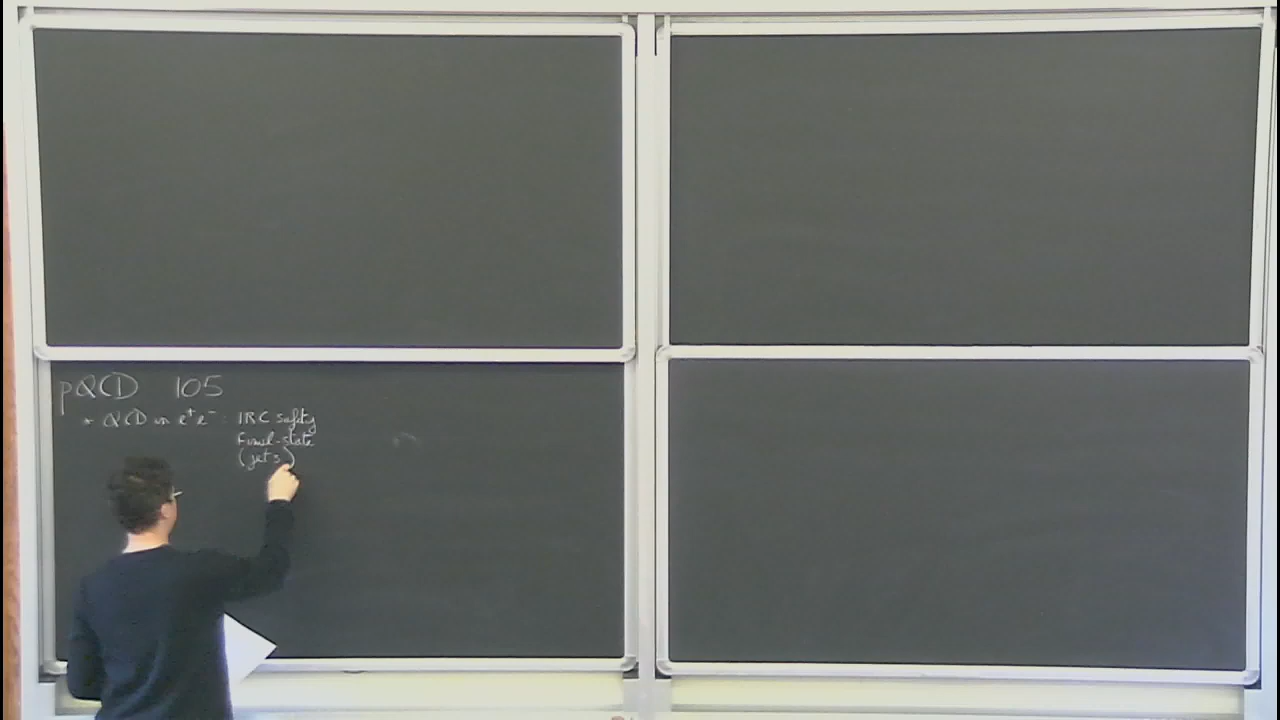 pQCD 105
* QCD in e⁺e⁻: IRC safety
Final-state
(jets)